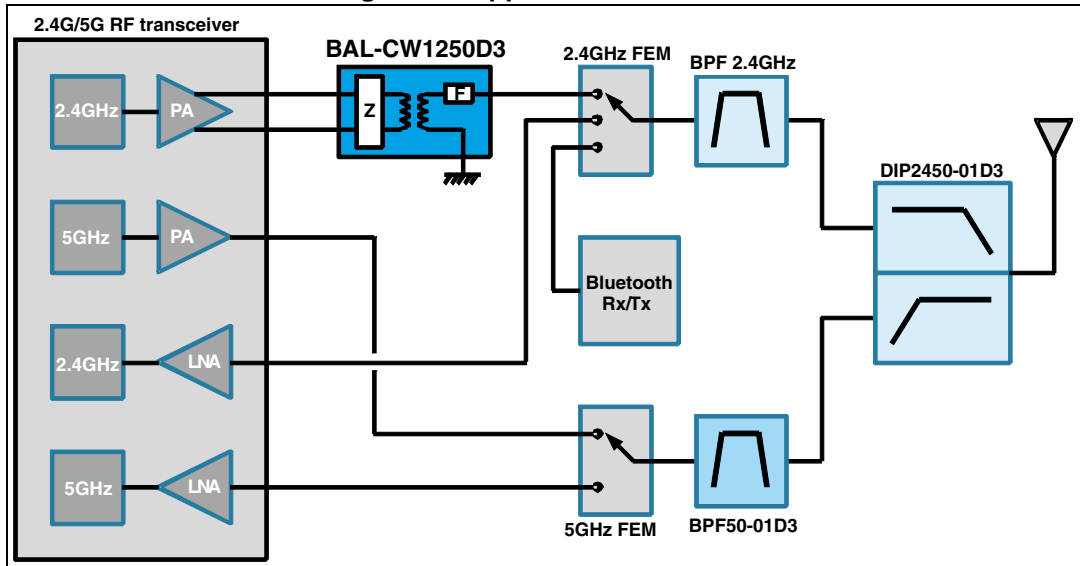 2.4G/5G RF transceiver
BAL-CW1250D3
2.4GHz FEM
BPF 2.4GHz
2.4GHz
PA
Z
F
DIP2450-01D3
5GHz
PA
Bluetooth
Rx/Tx
2.4GHz
LNA
5GHz
LNA
5GHz FEM
BPF50-01D3